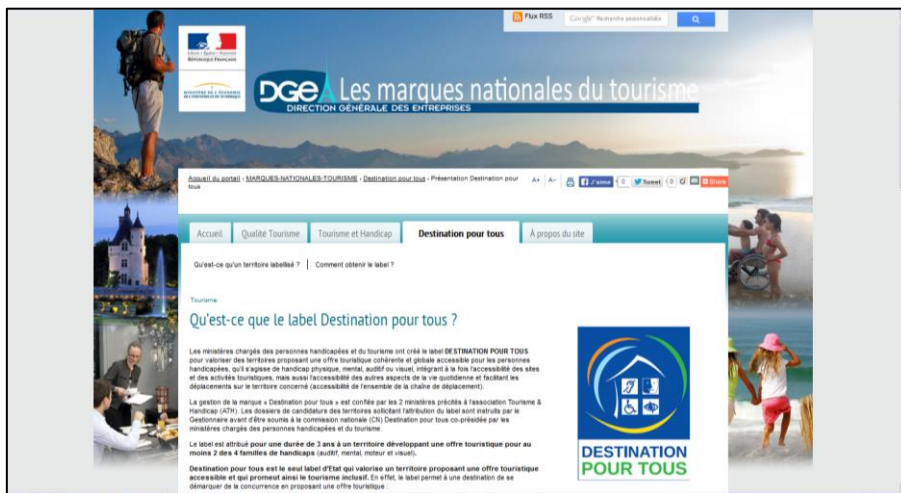 Flux RSS
Google™ Recherche personnalisée
Liberté • Égalité • Fraternité
RÉPUBLIQUE FRANÇAISE
DGE Les marques nationales du tourisme
DIRECTION GÉNÉRALE DES ENTREPRISES
Accueil du portail › MARQUES-NATIONALES-TOURISME › Destination pour tous › Présentation Destination pour
tous
A+ A- J'aime 0 Tweet 0 Share
Accueil Qualité Tourisme Tourisme et Handicap Destination pour tous À propos du site
Qu'est-ce qu'un territoire labellisé ? Comment obtenir le label ?
Tourisme
Qu'est-ce que le label Destination pour tous ?
Les ministères chargés des personnes handicapées et du tourisme ont créé le label DESTINATION POUR TOUS
pour valoriser des territoires proposant une offre touristique cohérente et globale accessible pour les personnes
handicapées, qu'il s'agisse de handicap physique, mental, auditif ou visuel, intégrant à la fois l'accessibilité des sites
et des activités touristiques, mais aussi l'accessibilité des autres aspects de la vie quotidienne et facilitant les
déplacements sur le territoire concerné (accessibilité de l'ensemble de la chaîne de déplacement).
La gestion de la marque « Destination pour tous » est confiée par les 2 ministères précités à l'association Tourisme &
Handicap (ATH). Les dossiers de candidature des territoires sollicitant l'attribution du label sont instruits par le
Gestionnaire avant d'être soumis à la commission nationale (CN) Destination pour tous co-présidée par les
ministères chargés des personnes handicapées et du tourisme.
Le label est attribué pour une durée de 3 ans à un territoire développant une offre touristique pour au
moins 2 des 4 familles de handicaps (auditif, mental, moteur et visuel).
Destination pour tous est le seul label d'Etat qui valorise un territoire proposant une offre touristique
accessible et qui promeut ainsi le tourisme inclusif. En effet, le label permet à une destination de se
démarquer de la concurrence en proposant une offre touristique :
DESTINATION
POUR TOUS